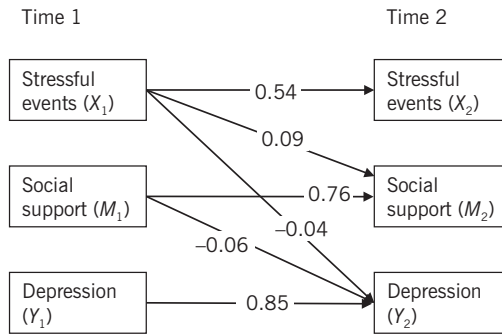 Time 1
Time 2
Stressful
events (X₁)
0.54
Stressful
events (X₂)
0.09
Social
support (M₁)
0.76
Social
support (M₂)
–0.04
–0.06
Depression
(Y₁)
0.85
Depression
(Y₂)